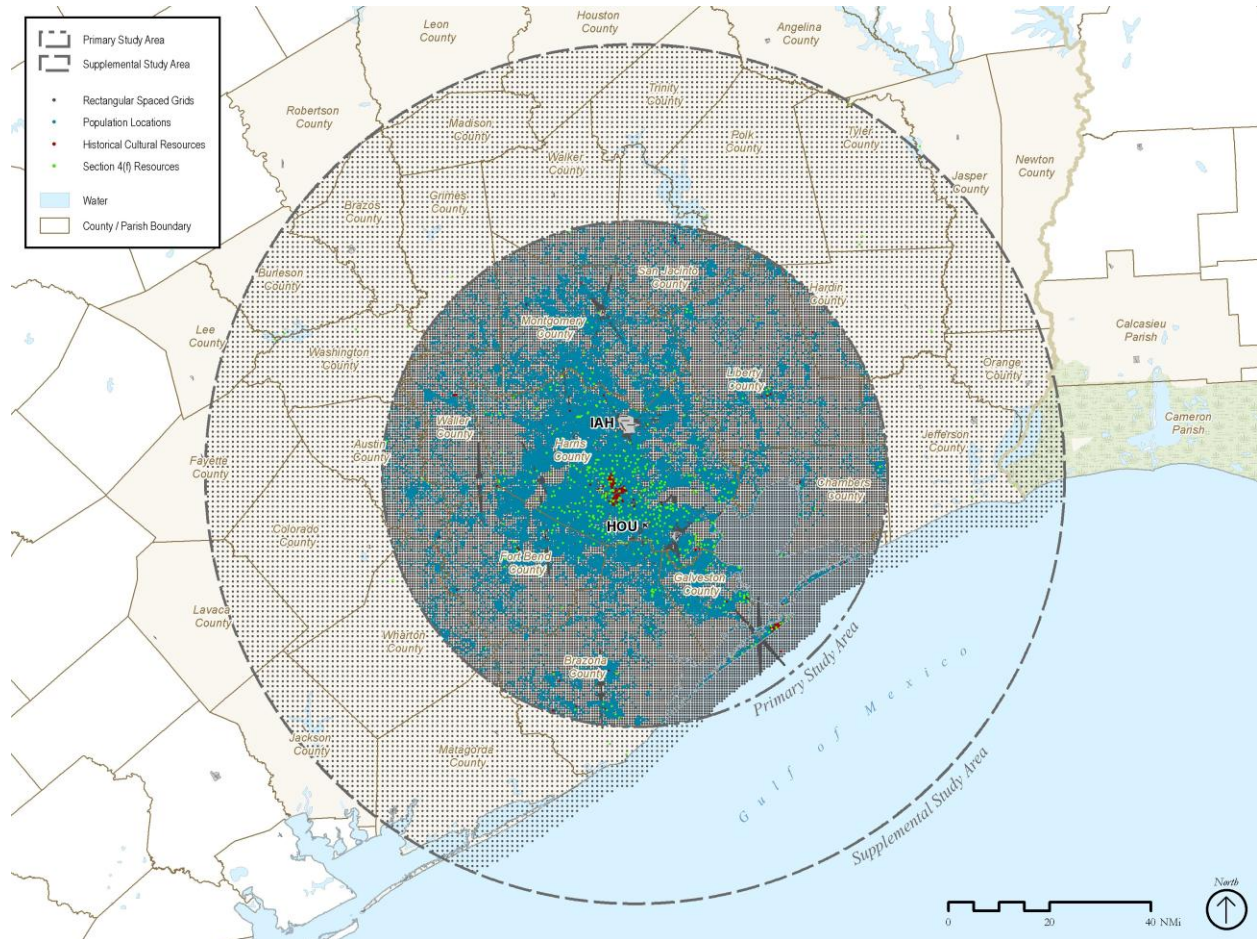 Primary Study Area
Supplemental Study Area
Rectangular Spaced Grids
Population Locations
Historical Cultural Resources
Section 4(f) Resources
Water
County / Parish Boundary
Leon
County
Houston
County
Angelina
County
Robertson
County
Madison
County
Trinity
County
Walker
County
Polk
County
Tyler
County
Newton
County
Jasper
County
Grimes
County
Brazos
County
Burleson
County
San Jacinto
County
Hardin
County
Lee
County
Montgomery
County
Calcasieu
Parish
Washington
County
Liberty
County
Orange
County
Cameron
Parish
Waller
County
IAH
Harris
County
Austin
County
Jefferson
County
Fayette
County
Chambers
County
Colorado
County
HOU
Fort Bend
County
Galveston
County
Lavaca
County
Wharton
County
Brazoria
County
Primary Study Area
Gulf of Mexico
Jackson
County
Matagorda
County
Supplemental Study Area
North
0 20 40 NMi